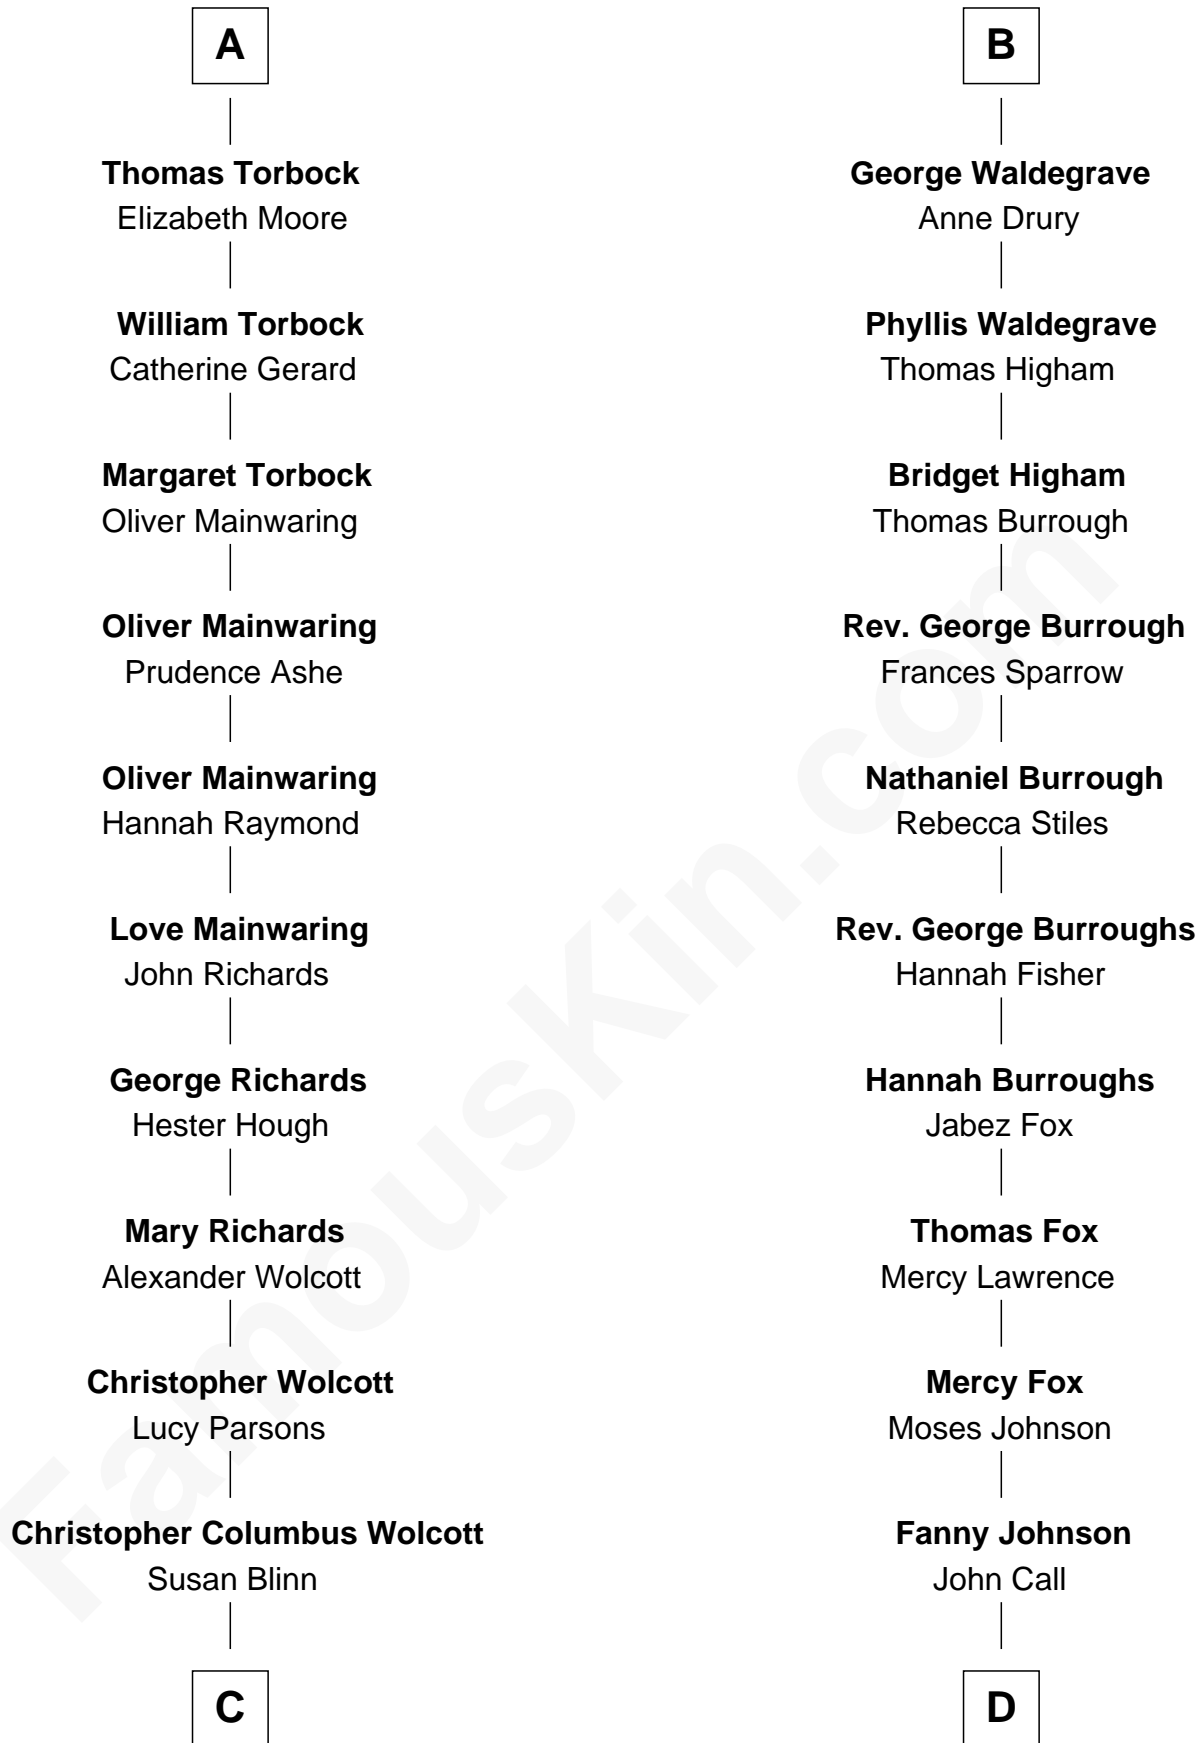 A
Thomas Torbock
Elizabeth Moore
William Torbock
Catherine Gerard
Margaret Torbock
Oliver Mainwaring
Oliver Mainwaring
Prudence Ashe
Oliver Mainwaring
Hannah Raymond
Love Mainwaring
John Richards
George Richards
Hester Hough
Mary Richards
Alexander Wolcott
Christopher Wolcott
Lucy Parsons
Christopher Columbus Wolcott
Susan Blinn
C
B
George Waldegrave
Anne Drury
Phyllis Waldegrave
Thomas Higham
Bridget Higham
Thomas Burrough
Rev. George Burrough
Frances Sparrow
Nathaniel Burrough
Rebecca Stiles
Rev. George Burroughs
Hannah Fisher
Hannah Burroughs
Jabez Fox
Thomas Fox
Mercy Lawrence
Mercy Fox
Moses Johnson
Fanny Johnson
John Call
D
FamousKin.com